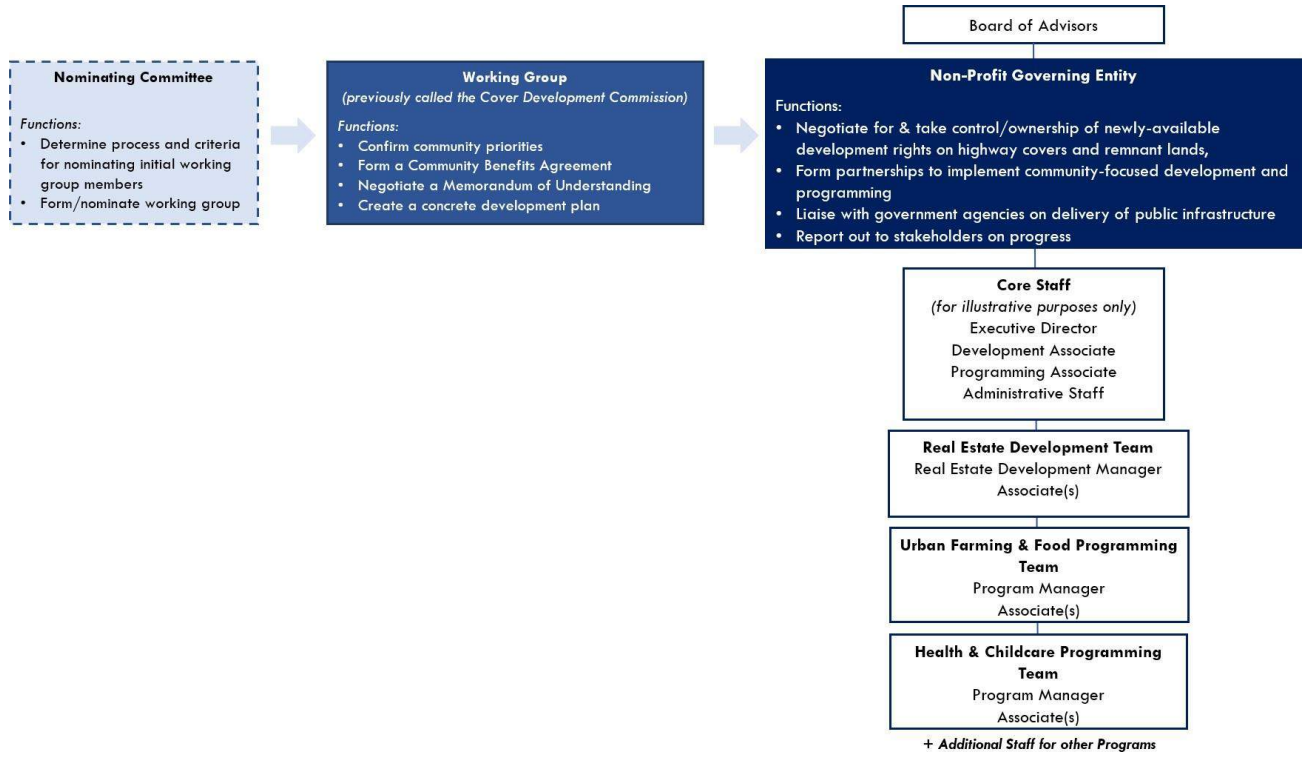 Nominating Committee
Functions:
• Determine process and criteria
for nominating initial working
group members
• Form/nominate working group
Working Group
(previously called the Cover Development Commission)
Functions:
• Confirm community priorities
• Form a Community Benefits Agreement
• Negotiate a Memorandum of Understanding
• Create a concrete development plan
Board of Advisors
Non-Profit Governing Entity
Functions:
• Negotiate for & take control/ownership of newly-available
development rights on highway covers and remnant lands,
• Form partnerships to implement community-focused development and
programming
• Liaise with government agencies on delivery of public infrastructure
• Report out to stakeholders on progress
Core Staff
(for illustrative purposes only)
Executive Director
Development Associate
Programming Associate
Administrative Staff
Real Estate Development Team
Real Estate Development Manager
Associate(s)
Urban Farming & Food Programming
Team
Program Manager
Associate(s)
Health & Childcare Programming
Team
Program Manager
Associate(s)
+ Additional Staff for other Programs